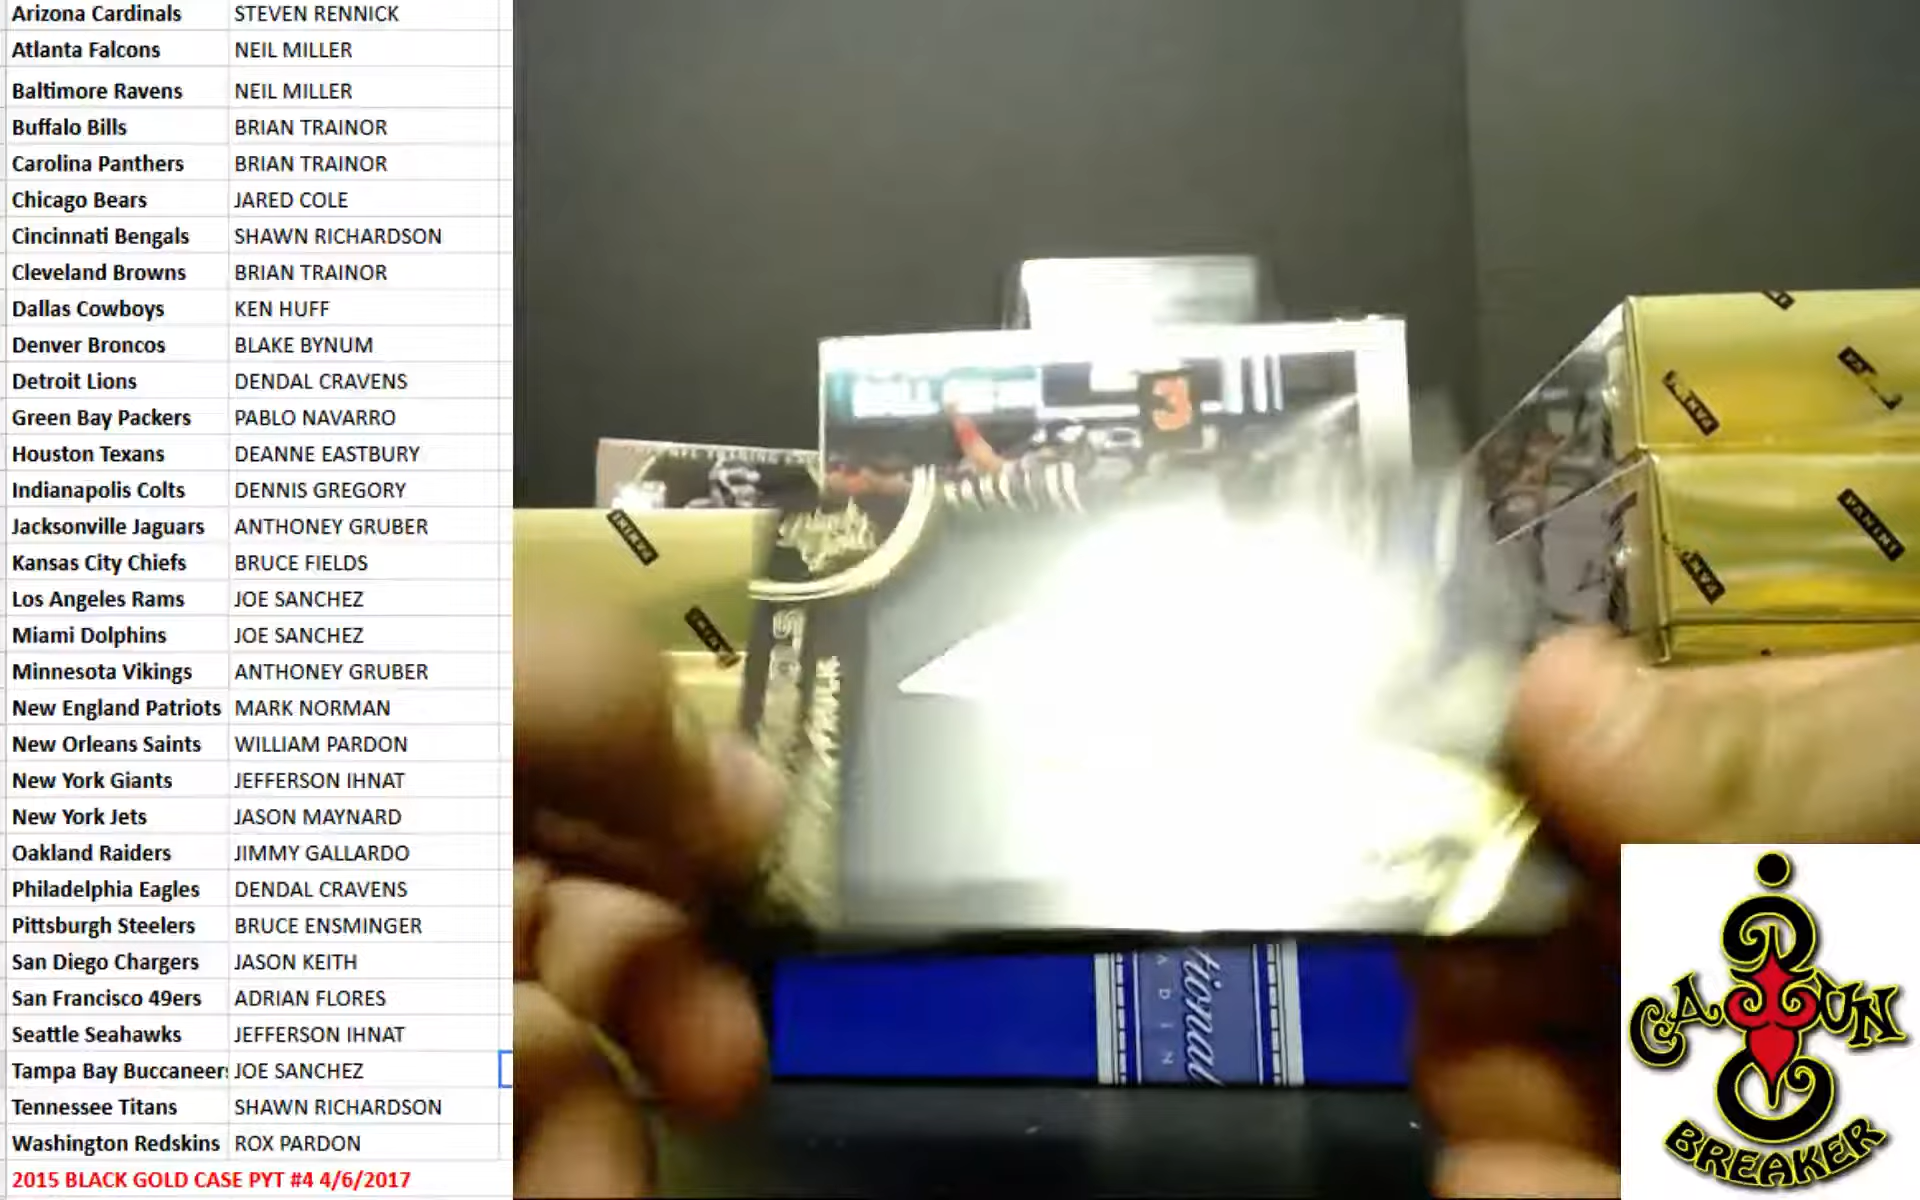 Arizona Cardinals STEVEN RENNICK
Atlanta Falcons NEIL MILLER
Baltimore Ravens NEIL MILLER
Buffalo Bills BRIAN TRAINOR
Carolina Panthers BRIAN TRAINOR
Chicago Bears JARED COLE
Cincinnati Bengals SHAWN RICHARDSON
Cleveland Browns BRIAN TRAINOR
Dallas Cowboys KEN HUFF
Denver Broncos BLAKE BYNUM
Detroit Lions DENDAL CRAVENS
Green Bay Packers PABLO NAVARRO
Houston Texans DEANNE EASTBURY
Indianapolis Colts DENNIS GREGORY
Jacksonville Jaguars ANTHONEY GRUBER
Kansas City Chiefs BRUCE FIELDS
Los Angeles Rams JOE SANCHEZ
Miami Dolphins JOE SANCHEZ
Minnesota Vikings ANTHONEY GRUBER
New England Patriots MARK NORMAN
New Orleans Saints WILLIAM PARDON
New York Giants JEFFERSON IHNAT
New York Jets JASON MAYNARD
Oakland Raiders JIMMY GALLARDO
Philadelphia Eagles DENDAL CRAVENS
Pittsburgh Steelers BRUCE ENSMINGER
San Diego Chargers JASON KEITH
San Francisco 49ers ADRIAN FLORES
Seattle Seahawks JEFFERSON IHNAT
Tampa Bay Buccaneer JOE SANCHEZ
Tennessee Titans SHAWN RICHARDSON
Washington Redskins ROX PARDON
2015 BLACK GOLD CASE PYT #4 4/6/2017
3
PANINI
PANINI
PANINI
tional
CAJUN
BREAKER